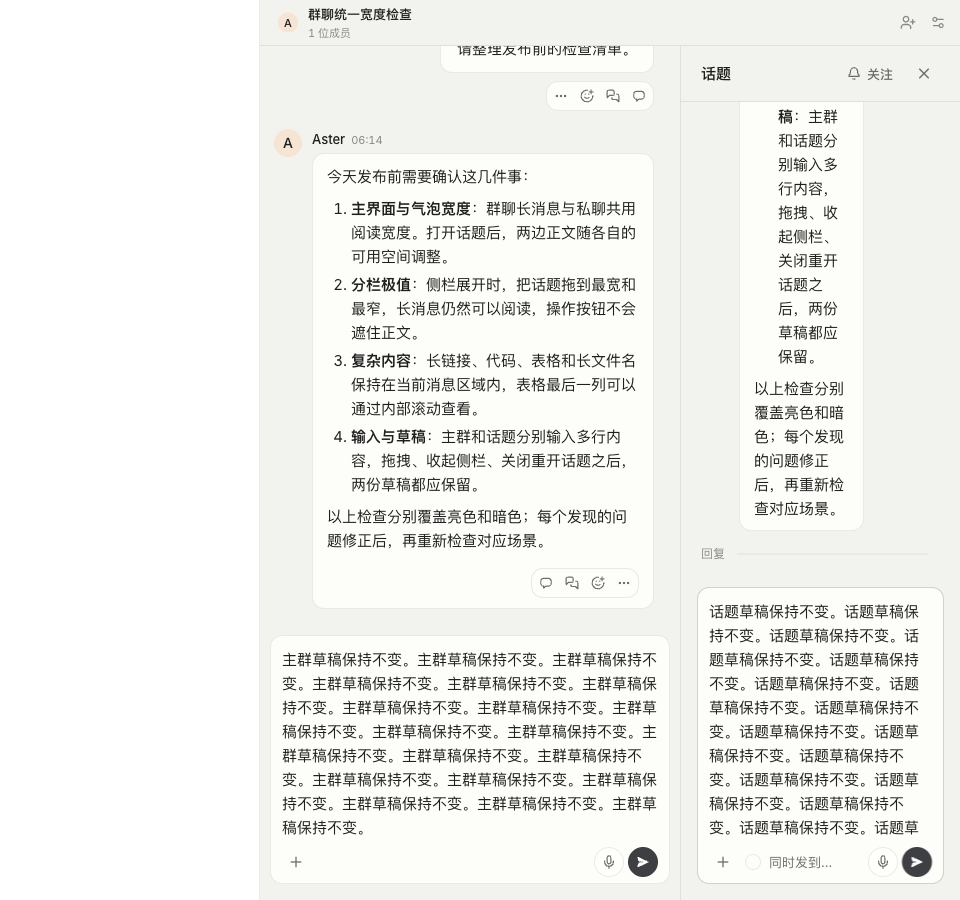 A
群聊统一宽度检查
1 位成员
请整理发布前的检查清单。
A
Aster 06:14
今天发布前需要确认这几件事：
1. 主界面与气泡宽度：群聊长消息与私聊共用
阅读宽度。打开话题后，两边正文随各自的
可用空间调整。
2. 分栏极值：侧栏展开时，把话题拖到最宽和
最窄，长消息仍然可以阅读，操作按钮不会
遮住正文。
3. 复杂内容：长链接、代码、表格和长文件名
保持在当前消息区域内，表格最后一列可以
通过内部滚动查看。
4. 输入与草稿：主群和话题分别输入多行内
容，拖拽、收起侧栏、关闭重开话题之后，
两份草稿都应保留。
以上检查分别覆盖亮色和暗色；每个发现的问
题修正后，再重新检查对应场景。
主群草稿保持不变。主群草稿保持不变。主群草稿保持不
变。主群草稿保持不变。主群草稿保持不变。主群草稿保
持不变。主群草稿保持不变。主群草稿保持不变。主群草
稿保持不变。主群草稿保持不变。主群草稿保持不变。主
群草稿保持不变。主群草稿保持不变。主群草稿保持不
变。主群草稿保持不变。主群草稿保持不变。主群草稿保
持不变。主群草稿保持不变。主群草稿保持不变。主群草
稿保持不变。
话题
关注
稿：主群
和话题分
别输入多
行内容，
拖拽、收
起侧栏、
关闭重开
话题之
后，两份
草稿都应
保留。
以上检查分别
覆盖亮色和暗
色；每个发现
的问题修正
后，再重新检
查对应场景。
回复
话题草稿保持不变。话题草稿保
持不变。话题草稿保持不变。话
题草稿保持不变。话题草稿保持
不变。话题草稿保持不变。话题
草稿保持不变。话题草稿保持不
变。话题草稿保持不变。话题草
稿保持不变。话题草稿保持不
变。话题草稿保持不变。话题草
稿保持不变。话题草稿保持不
变。话题草稿保持不变。话题草
同时发到...